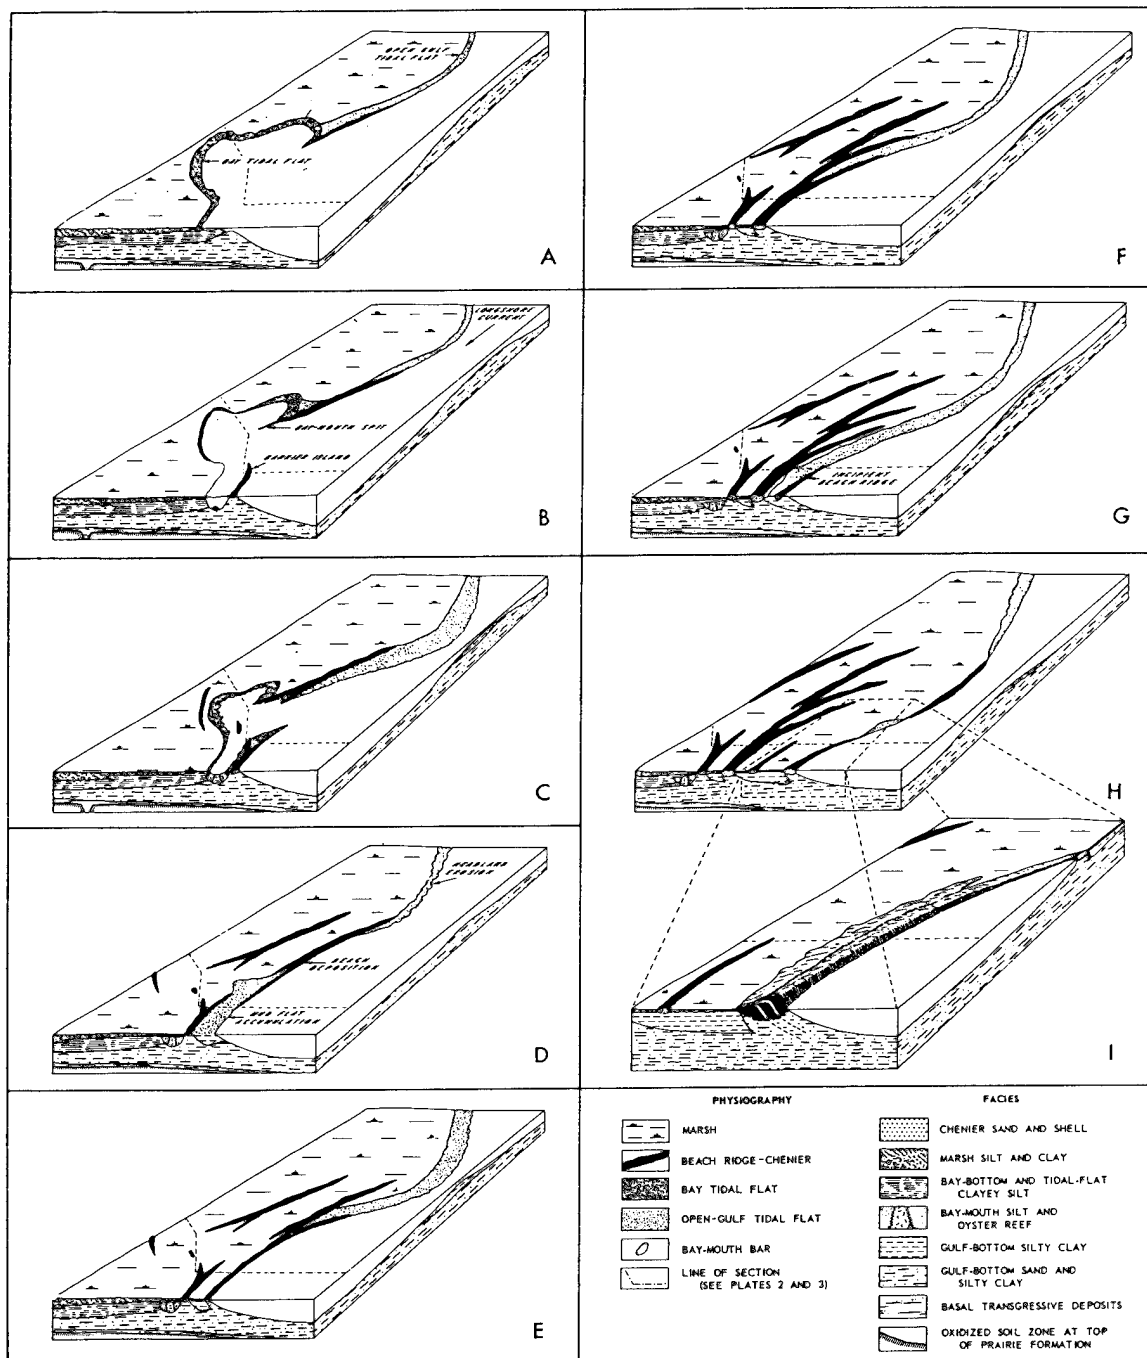 OPEN GULF
TIDAL FLAT
BAY TIDAL FLAT
A
LONGSHORE
CURRENT
BAY-MOUTH SPIT
BARRIER ISLAND
B
C
HEADLAND
EROSION
BEACH
DEPOSITION
MUD FLAT
ACCUMULATION
D
E
F
INCIPIENT
BEACH RIDGE
G
H
I
PHYSIOGRAPHY
MARSH
BEACH RIDGE-CHENIER
BAY TIDAL FLAT
OPEN-GULF TIDAL FLAT
BAY-MOUTH BAR
LINE OF SECTION
(SEE PLATES 2 AND 3)
FACIES
CHENIER SAND AND SHELL
MARSH SILT AND CLAY
BAY-BOTTOM AND TIDAL-FLAT
CLAYEY SILT
BAY-MOUTH SILT AND
OYSTER REEF
GULF-BOTTOM SILTY CLAY
GULF-BOTTOM SAND AND
SILTY CLAY
BASAL TRANSGRESSIVE DEPOSITS
OXIDIZED SOIL ZONE AT TOP
OF PRAIRIE FORMATION